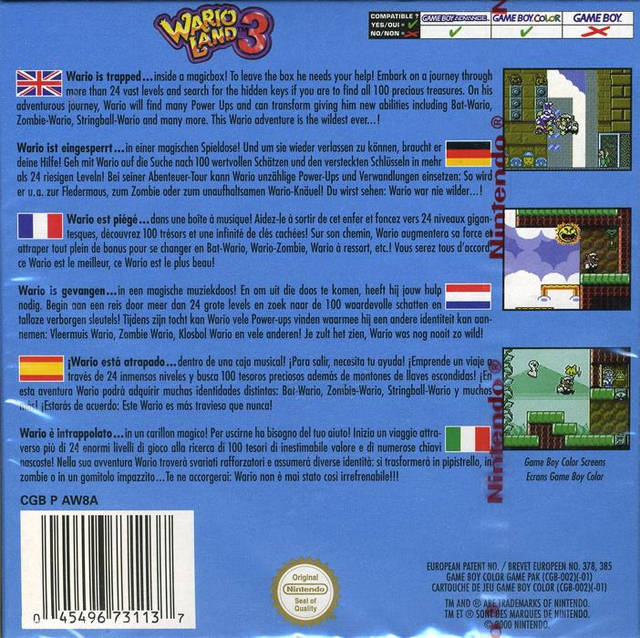 WARIO LAND 3
COMPATIBLE ?
YES/OUI = ✓
NO/NON = ✗
GAME BOY ADVANCE
GAME BOY COLOR
GAME BOY
Wario is trapped...inside a magicbox! To leave the box he needs your help! Embark on a journey through
more than 24 vast levels and search for the hidden keys if you are to find all 100 precious treasures. On his
adventurous journey, Wario will find many Power Ups and can transform giving him new abilities including Bat-Wario,
Zombie-Wario, Stringball-Wario and many more. This Wario adventure is the wildest ever...!
Wario ist eingesperrt...in einer magischen Spieldose! Und um sie wieder verlassen zu können, braucht er
deine Hilfe! Geh mit Wario auf die Suche nach 100 wertvollen Schätzen und den versteckten Schlüsseln in mehr
als 24 riesigen Leveln! Bei seiner Abenteuer-Tour kann Wario unzählige Power-Ups und Verwandlungen einsetzen: So wird
er u.a. zur Fledermaus, zum Zombie oder zum unaufhaltsamen Wario-Knäuel! Du wirst sehen: Wario war nie wilder...!
Wario est piégé...dans une boîte à musique! Aidez-le à sortir de cet enfer et foncez vers 24 niveaux gigan-
tesques, découvrez 100 trésors et une infinité de clés cachées! Sur son chemin, Wario augmentera sa force et
attraper tout plein de bonus pour se changer en Bat-Wario, Wario-Zombie, Wario à ressort, etc.! Vous serez tous d'accord
ce Wario est le meilleur, ce Wario est le plus beau!
Wario is gevangen...in een magische muziekdoos! En om uit die doos te komen, heeft hij jouw hulp
nodig. Begin aan een reis door meer dan 24 grote levels en zoek naar de 100 waardevolle schatten en
talloze verborgen sleutels! Tijdens zijn tocht kan Wario vele Power-ups vinden waarmee hij een andere identiteit kan aan-
nemen: Vleermuis Wario, Zombie Wario, Klosbal Wario en vele anderen! Je zult het zien, Wario was nog nooit zo wild!
¡Wario está atrapado...dentro de una caja musical! ¡Para salir, necesita tu ayuda! ¡Emprende un viaje a
través de 24 inmensos niveles y busca 100 tesoros preciosos además de montones de llaves escondidas! ¡En
esta aventura Wario podrá adquirir muchas identidades distintas: Bat-Wario, Zombie-Wario, Stringball-Wario y muchos
más! ¡Estarás de acuerdo: Este Wario es más travieso que nunca!
Wario è intrappolato...in un carillon magico! Per uscirne ha bisogno del tuo aiuto! Inizia un viaggio attra-
verso più di 24 enormi livelli di gioco alla ricerca di 100 tesori di inestimabile valore e di numerose chiavi
nascoste! Nella sua avventura Wario troverà svariati rafforzatori e assumerà diverse identità: si trasformerà in pipistrello, in
zombie o in un gomitolo impazzito...Te ne accorgerai: Wario non è mai stato così irrefrenabile!!!
Nintendo ®
Nintendo ®
Game Boy Color Screens
Ecrans Game Boy Color
CGB P AW8A
0 45496 73113 7
Original
Nintendo
Seal of
Quality
EUROPEAN PATENT NO. / BREVET EUROPEEN NO. 378, 385
GAME BOY COLOR GAME PAK (CGB-002)(-01)
CARTOUCHE DE JEU GAME BOY COLOR (CGB-002)(-01)
TM AND ® ARE TRADEMARKS OF NINTENDO.
TM ET ® SONT DES MARQUES DE NINTENDO.
© 2000 NINTENDO.